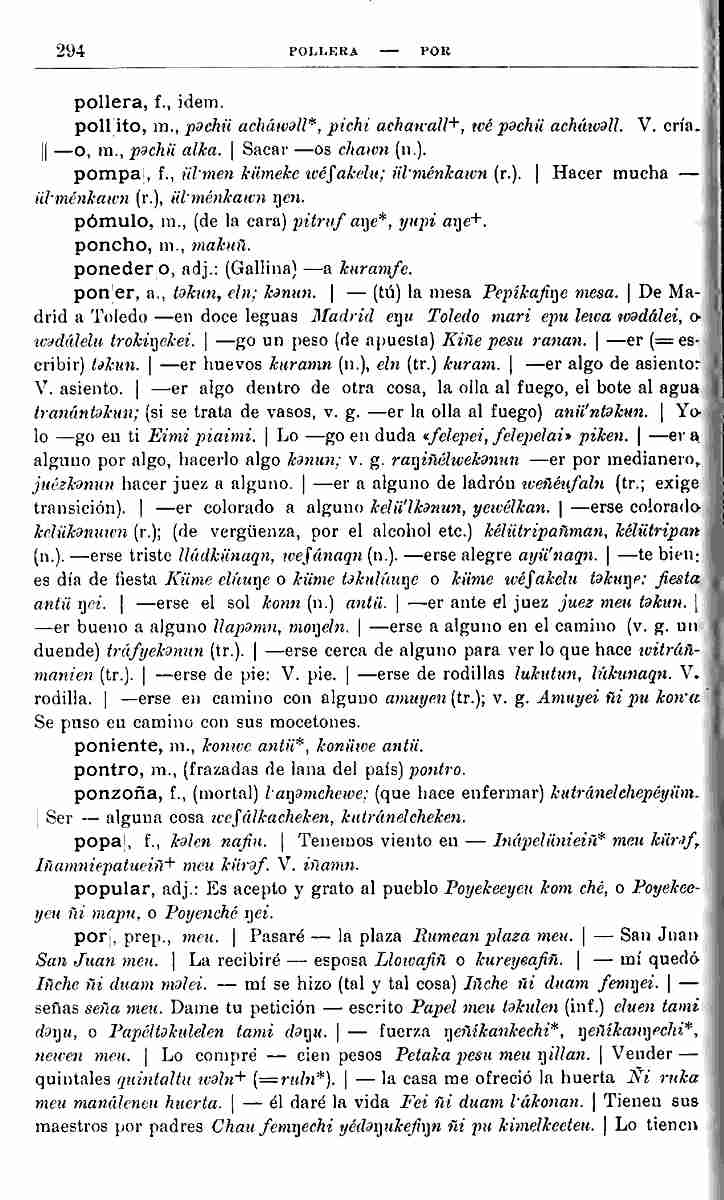 294 POLLERA — POR
pollera, f., idem.
pollito, m., pəchü acháwəll*, pichi achawall+, wé pəchü acháwəll. V. cría.
|| —o, m., pəchü alka. | Sacar —os chawn (n.).
pompa|, f., ül·men kümeke wéʃakelu; ül·ménkawn (r.). | Hacer mucha —
ül·ménkawn (r.), ül·ménkawn ŋen.
pómulo, m., (de la cara) pitruf aŋe*, yupi aŋe+.
poncho, m., makuñ.
poneder|o, adj.: (Gallina) —a kuramfe.
pon|er, a., təkun, eln; kənun. | — (tú) la mesa Pepíkafiŋe mesa. | De Ma-
drid a Toledo —en doce leguas Madrid eŋu Toledo mari epu lewa wədálei, o
wədálelu trokiŋekei. | —go un peso (de apuesta) Kiñe pesu ranan. | —er (= es-
cribir) təkun. | —er huevos kuramn (n.), eln (tr.) kuram. | —er algo de asiento:
V. asiento. | —er algo dentro de otra cosa, la olla al fuego, el bote al agua
tranántəkun; (si se trata de vasos, v. g. —er la olla al fuego) anü'ntəkun. | Yo
lo —go en ti Eimi piaimi. | Lo —go en duda «felepei, felepelai» piken. | —er a
alguno por algo, hacerlo algo kənun; v. g. raŋiñélwekənun —er por medianero,
juézkənun hacer juez a alguno. | —er a alguno de ladrón weñéufaln (tr.; exige
transición). | —er colorado a alguno kelü'lkənun, yewélkan. | —erse colorado
kelükənuwn (r.); (de vergüenza, por el alcohol etc.) kélütripañman, kélütripan
(n.). —erse triste lládkünaqn, weʃánaqn (n.). —erse alegre ayü'naqn. | —te bien:
es día de fiesta Küme eluuŋe o küme təkulúuŋe o küme wéʃakelu təkuŋe: fiesta
antü ŋei. | —erse el sol konn (n.) antü. | —er ante el juez juez meu təkun. |
—er bueno a alguno llapəmn, moŋeln. | —erse a alguno en el camino (v. g. un
duende) tráfyekənun (tr.). | —erse cerca de alguno para ver lo que hace witráñ-
manien (tr.). | —erse de pie: V. pie. | —erse de rodillas lukutun, lúkunaqn. V.
rodilla. | —erse en camino con alguno amuyen (tr.); v. g. Amuyei ñi pu kon·a
Se puso en camino con sus mocetones.
poniente, m., konwe antü*, konüwe antü.
pontro, m., (frazadas de lana del país) pontro.
ponzoña, f., (mortal) l·aŋəmchewe; (que hace enfermar) kutránelchepéyüm.
| Ser — alguna cosa weʃálkacheken, kutránelcheken.
popa|, f., kəlen nafiu. | Tenemos viento en — Inápelünieiñ* meu kürəf,
Iñamniepatueiñ+ meu kürəf. V. iñamn.
popular, adj.: Es acepto y grato al pueblo Poyekeeyeu kom ché, o Poyekee-
yeu ñi mapu, o Poyenché ŋei.
por|, prep., meu. | Pasaré — la plaza Rumean plaza meu. | — San Juan
San Juan meu. | La recibiré — esposa Llowafiñ o kureyeafiñ. | — mí quedó
Iñche ñi duam məlei. — mí se hizo (tal y tal cosa) Iñche ñi duam femŋei. | —
señas seña meu. Dame tu petición — escrito Papel meu təkulen (inf.) eluen tami
dəŋu, o Papéltəkulelen tami dəŋu. | — fuerza ŋeñíkankechi*, ŋeñíkanŋechi*,
newen meu. | Lo compré — cien pesos Petaka pesu meu ŋillan. | Vender —
quintales quintaltu wəln+ (=ruln*). | — la casa me ofreció la huerta Ñi ruka
meu manáleneu huerta. | — él daré la vida Fei ñi duam l·ákonan. | Tienen sus
maestros por padres Chau femŋechi yédəŋukefiŋn ñi pu kimelkeeteu. | Lo tienen